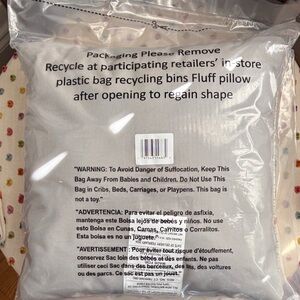 Packaging Please Remove
Recycle at participating retailers' in-store
plastic bag recycling bins Fluff pillow
after opening to regain shape
"WARNING: To Avoid Danger of Suffocation, Keep This
Bag Away From Babies and Children. Do Not Use This
Bag in Cribs, Beds, Carriages, or Playpens. This bag is
not a toy."
"ADVERTENCIA: Para evitar el peligro de asfixia,
mantenga esta Bolsa lejos de bebés y niños. No use
esto Bolso en Cunas, Camas, Carritos o Corralitos.
Esta bolsa es no un juguete."
"AVERTISSEMENT : Pour éviter tout risque d'étouffement,
conservez Sac loin des bébés et des enfants. Ne pas
utiliser ceci Sac dans des berceaux, des lits, des voitures
ou des parcs. Ce sac est pas un jouet."